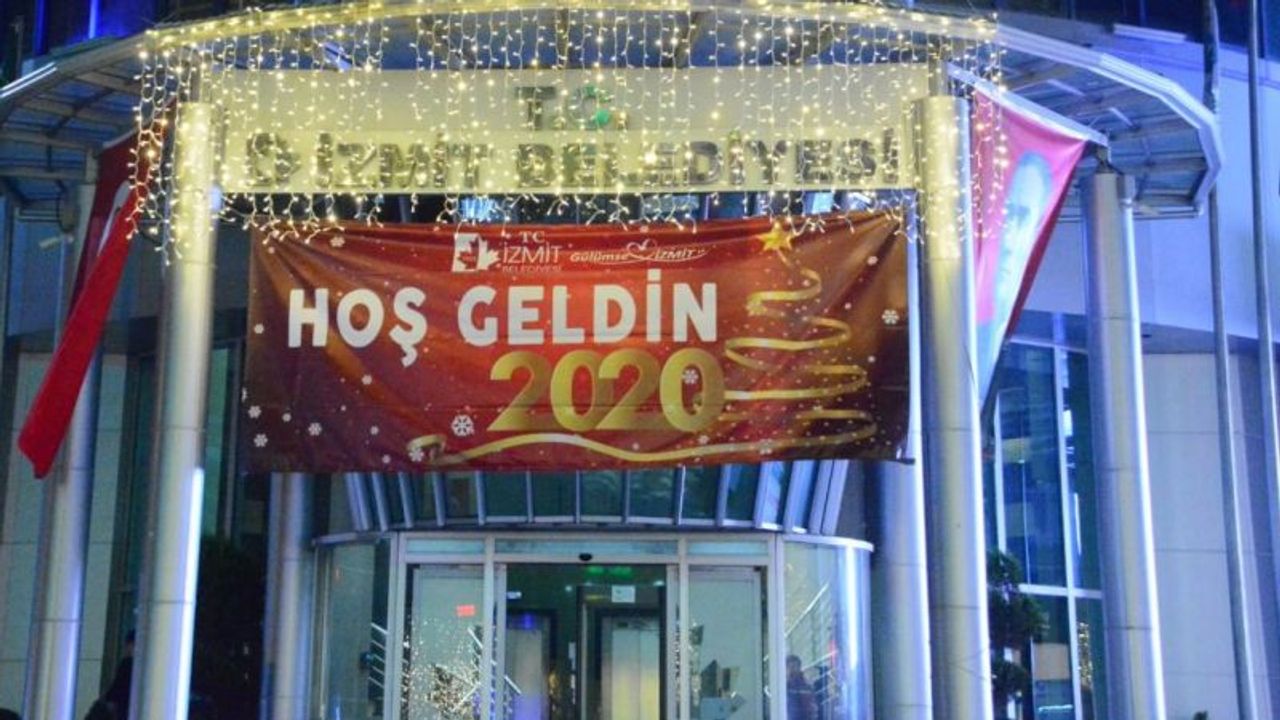 T.C.
İZMİT BELEDİYESİ
TC
İZMİT
BELEDİYESİ
Gülümse İZMİT
HOŞ GELDİN
2020